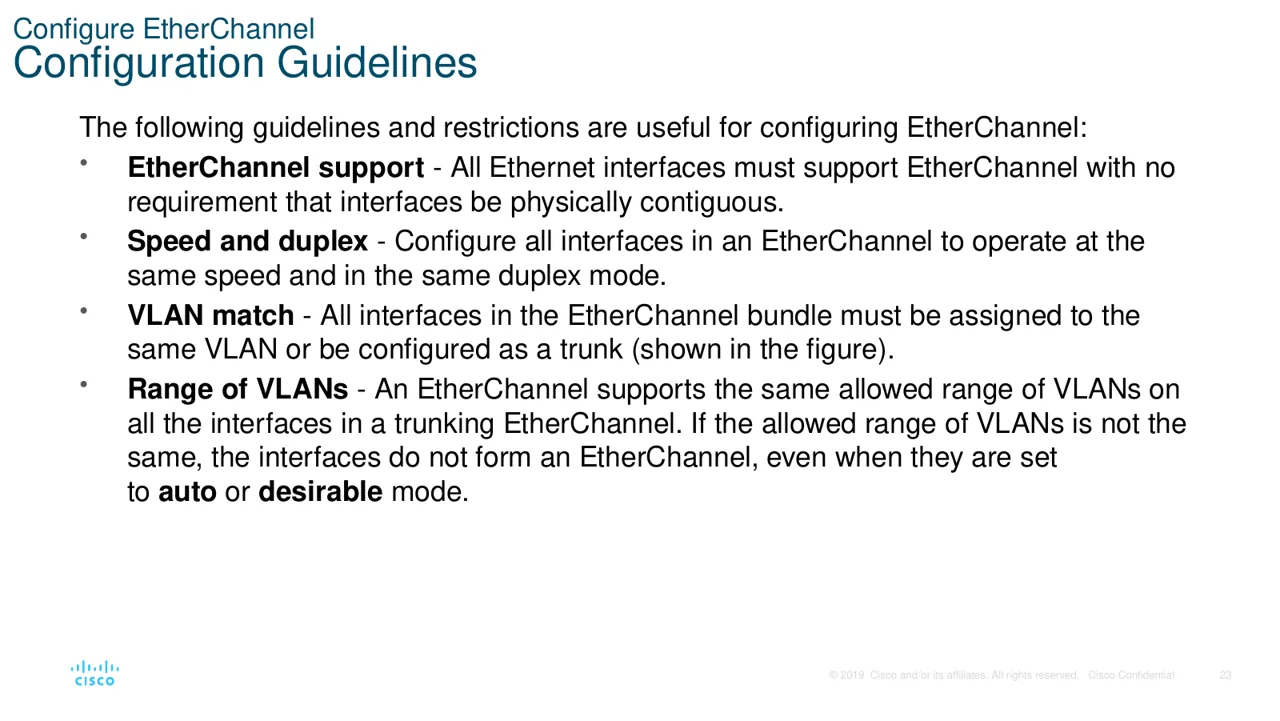 Configure EtherChannel
Configuration Guidelines
The following guidelines and restrictions are useful for configuring EtherChannel:
• EtherChannel support - All Ethernet interfaces must support EtherChannel with no
requirement that interfaces be physically contiguous.
• Speed and duplex - Configure all interfaces in an EtherChannel to operate at the
same speed and in the same duplex mode.
• VLAN match - All interfaces in the EtherChannel bundle must be assigned to the
same VLAN or be configured as a trunk (shown in the figure).
• Range of VLANs - An EtherChannel supports the same allowed range of VLANs on
all the interfaces in a trunking EtherChannel. If the allowed range of VLANs is not the
same, the interfaces do not form an EtherChannel, even when they are set
to auto or desirable mode.
CISCO
© 2019 Cisco and/or its affiliates. All rights reserved. Cisco Confidential
23